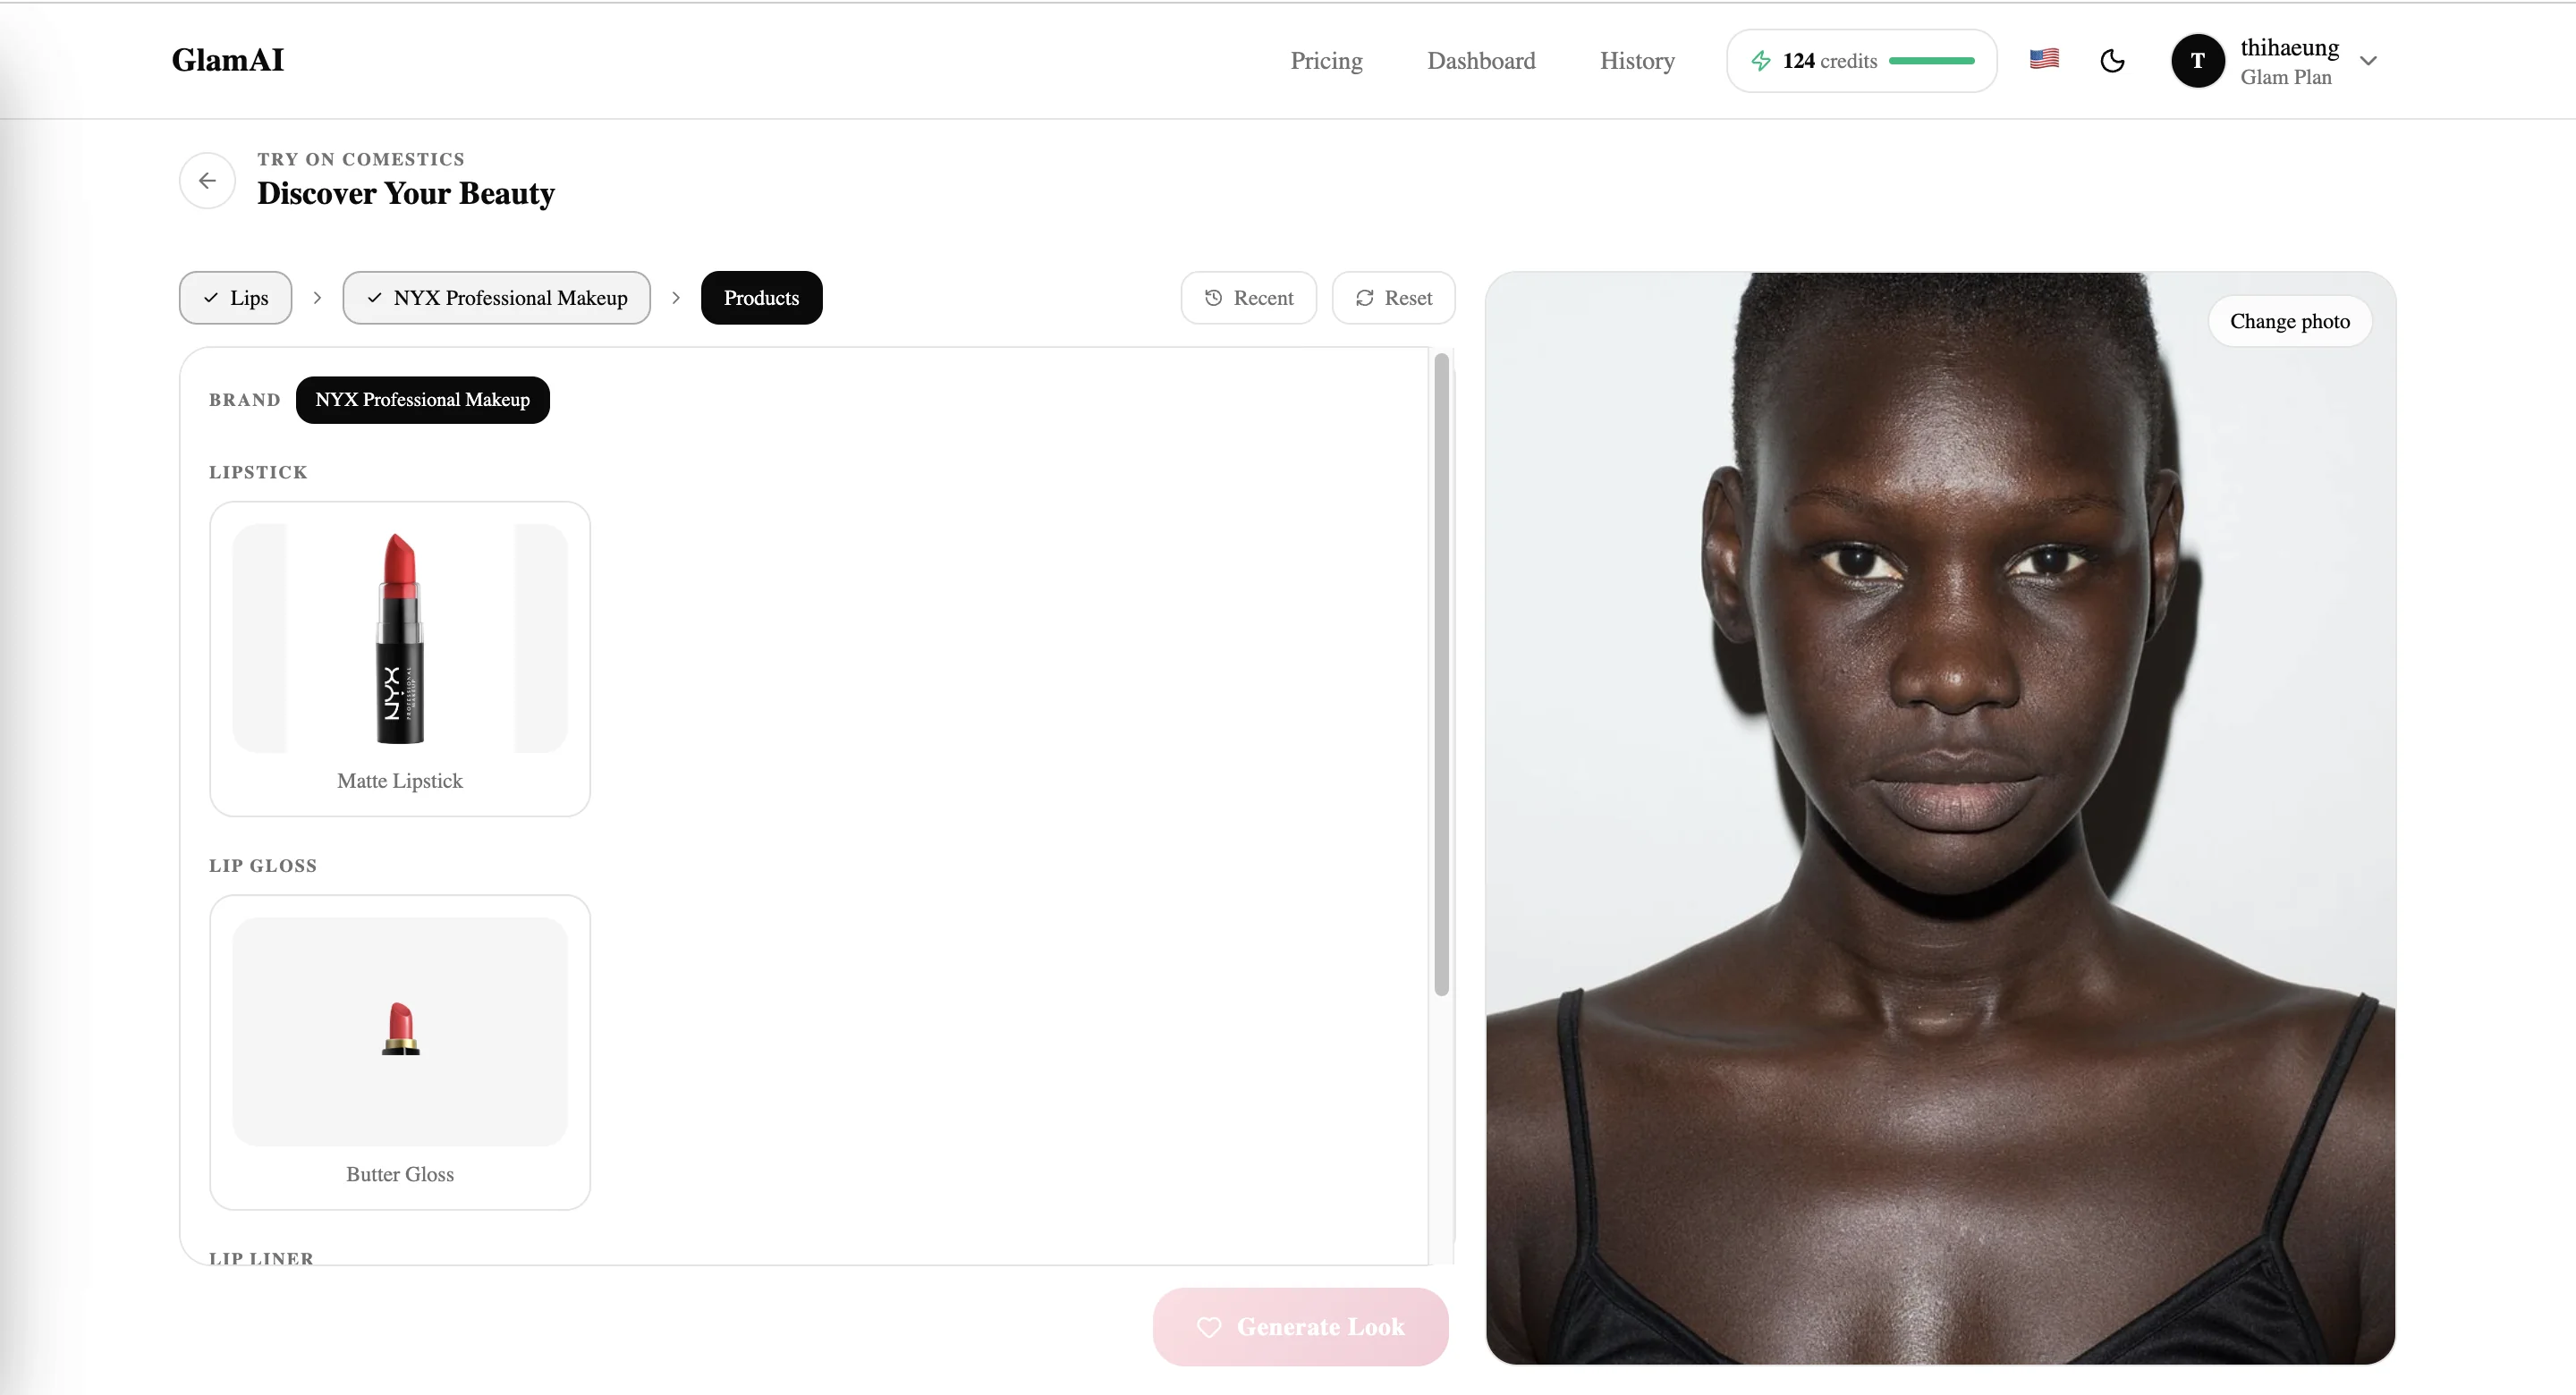 GlamAI
Pricing
Dashboard
History
124 credits
T
thihaeung
Glam Plan
TRY ON COMESTICS
Discover Your Beauty
Lips
NYX Professional Makeup
Products
Recent
Reset
Change photo
BRAND
NYX Professional Makeup
LIPSTICK
NYX
PROFESSIONAL
MAKEUP
Matte Lipstick
LIP GLOSS
Butter Gloss
LIP LINER
Generate Look